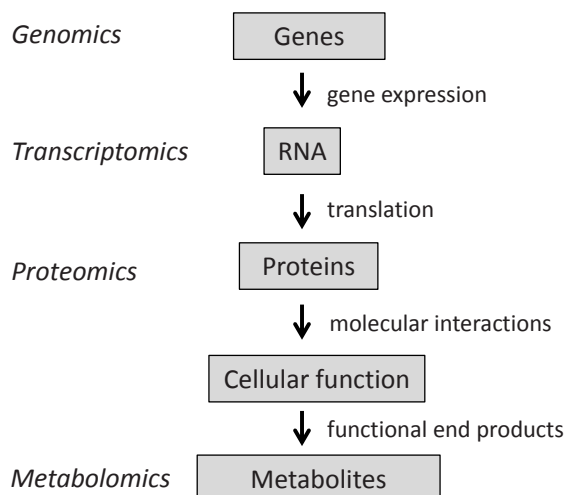 Genomics Genes
gene expression
Transcriptomics RNA
translation
Proteomics Proteins
molecular interactions
Cellular function
functional end products
Metabolomics Metabolites